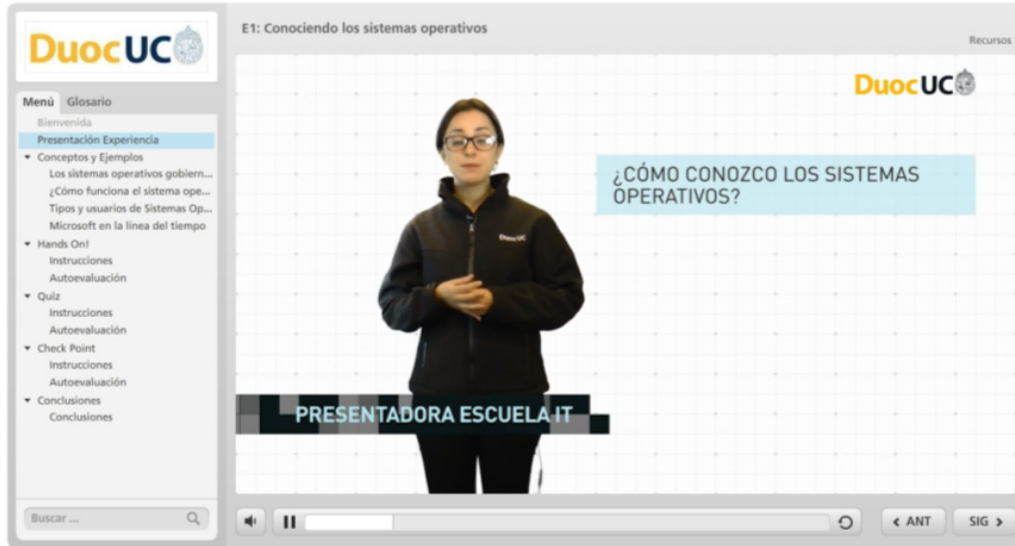 E1: Conociendo los sistemas operativos
Recursos
DuocUC
Menú Glosario
Bienvenida
Presentación Experiencia
Conceptos y Ejemplos
Los sistemas operativos gobiern...
¿Cómo funciona el sistema ope...
Tipos y usuarios de Sistemas Op...
Microsoft en la línea del tiempo
Hands On!
Instrucciones
Autoevaluación
Quiz
Instrucciones
Autoevaluación
Check Point
Instrucciones
Autoevaluación
Conclusiones
Conclusiones
Buscar ...
DuocUC
¿CÓMO CONOZCO LOS SISTEMAS
OPERATIVOS?
DuocUC
PRESENTADORA ESCUELA IT
< ANT
SIG >